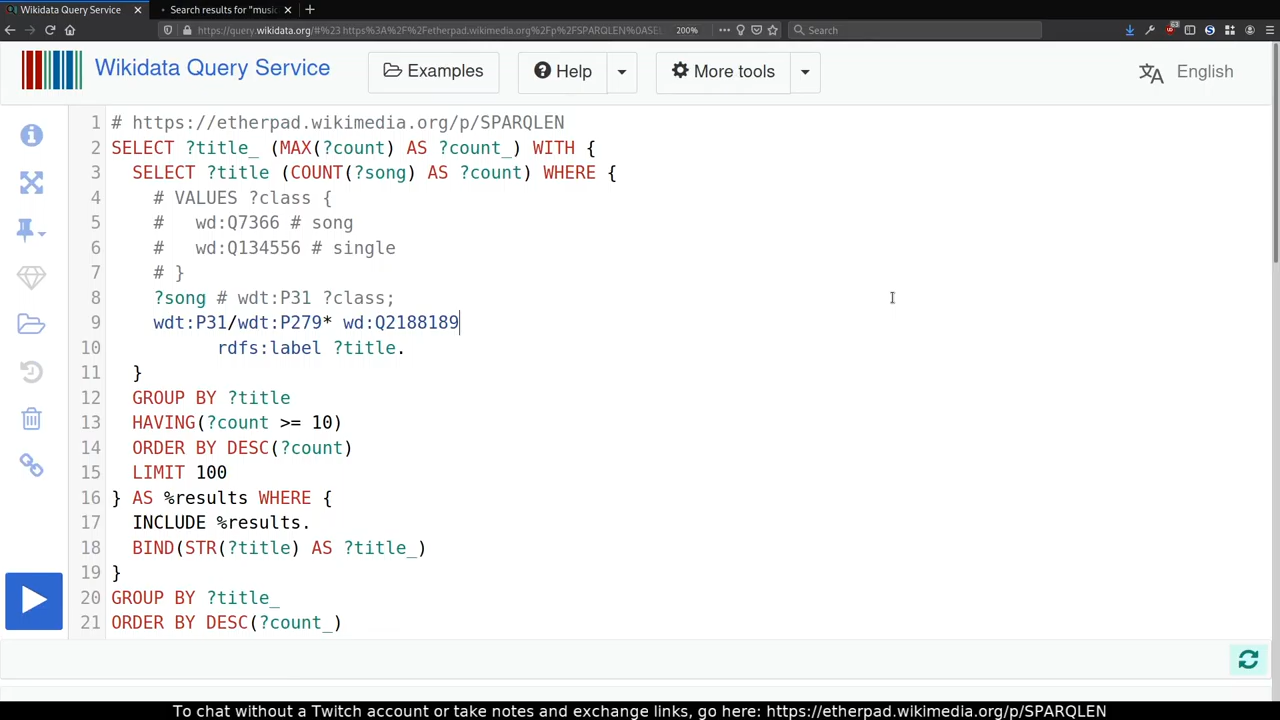 Wikidata Query Service
Search results for "musi
https://query.wikidata.org/#%23 https%3A%2F%2Fetherpad.wikimedia.org%2Fp%2FSPARQLEN%0ASE
200%
Search
Wikidata Query Service
Examples
Help
More tools
English
1 # https://etherpad.wikimedia.org/p/SPARQLEN
2 SELECT ?title_ (MAX(?count) AS ?count_) WITH {
3 SELECT ?title (COUNT(?song) AS ?count) WHERE {
4 # VALUES ?class {
5 # wd:Q7366 # song
6 # wd:Q134556 # single
7 # }
8 ?song # wdt:P31 ?class;
9 wdt:P31/wdt:P279* wd:Q2188189
10 rdfs:label ?title.
11 }
12 GROUP BY ?title
13 HAVING(?count >= 10)
14 ORDER BY DESC(?count)
15 LIMIT 100
16 } AS %results WHERE {
17 INCLUDE %results.
18 BIND(STR(?title) AS ?title_)
19 }
20 GROUP BY ?title_
21 ORDER BY DESC(?count_)
To chat without a Twitch account or take notes and exchange links, go here: https://etherpad.wikimedia.org/p/SPARQLEN